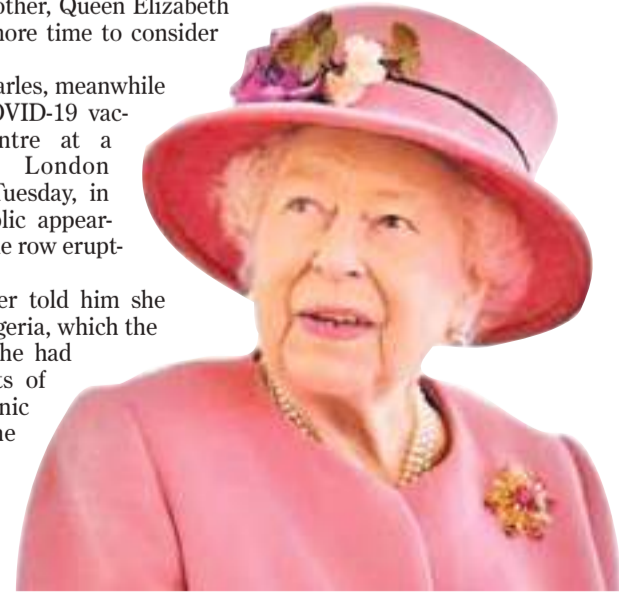 other, Queen Elizabeth
more time to consider
arles, meanwhile
OVID-19 vac-
ntre at a
London
Tuesday, in
blic appear-
e row erupt-
er told him she
geria, which the
he had
ts of
nic
he